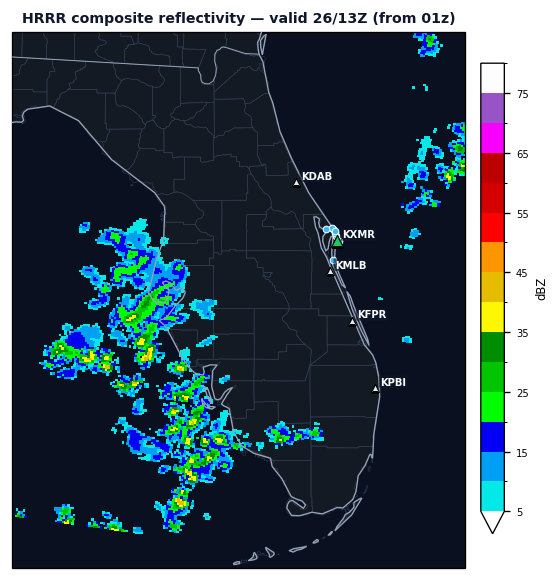 HRRR composite reflectivity — valid 26/13Z (from 01z)
KDAB
KXMR
KMLB
KFPR
KPBI
75
65
55
45
35
25
15
5
dBZ